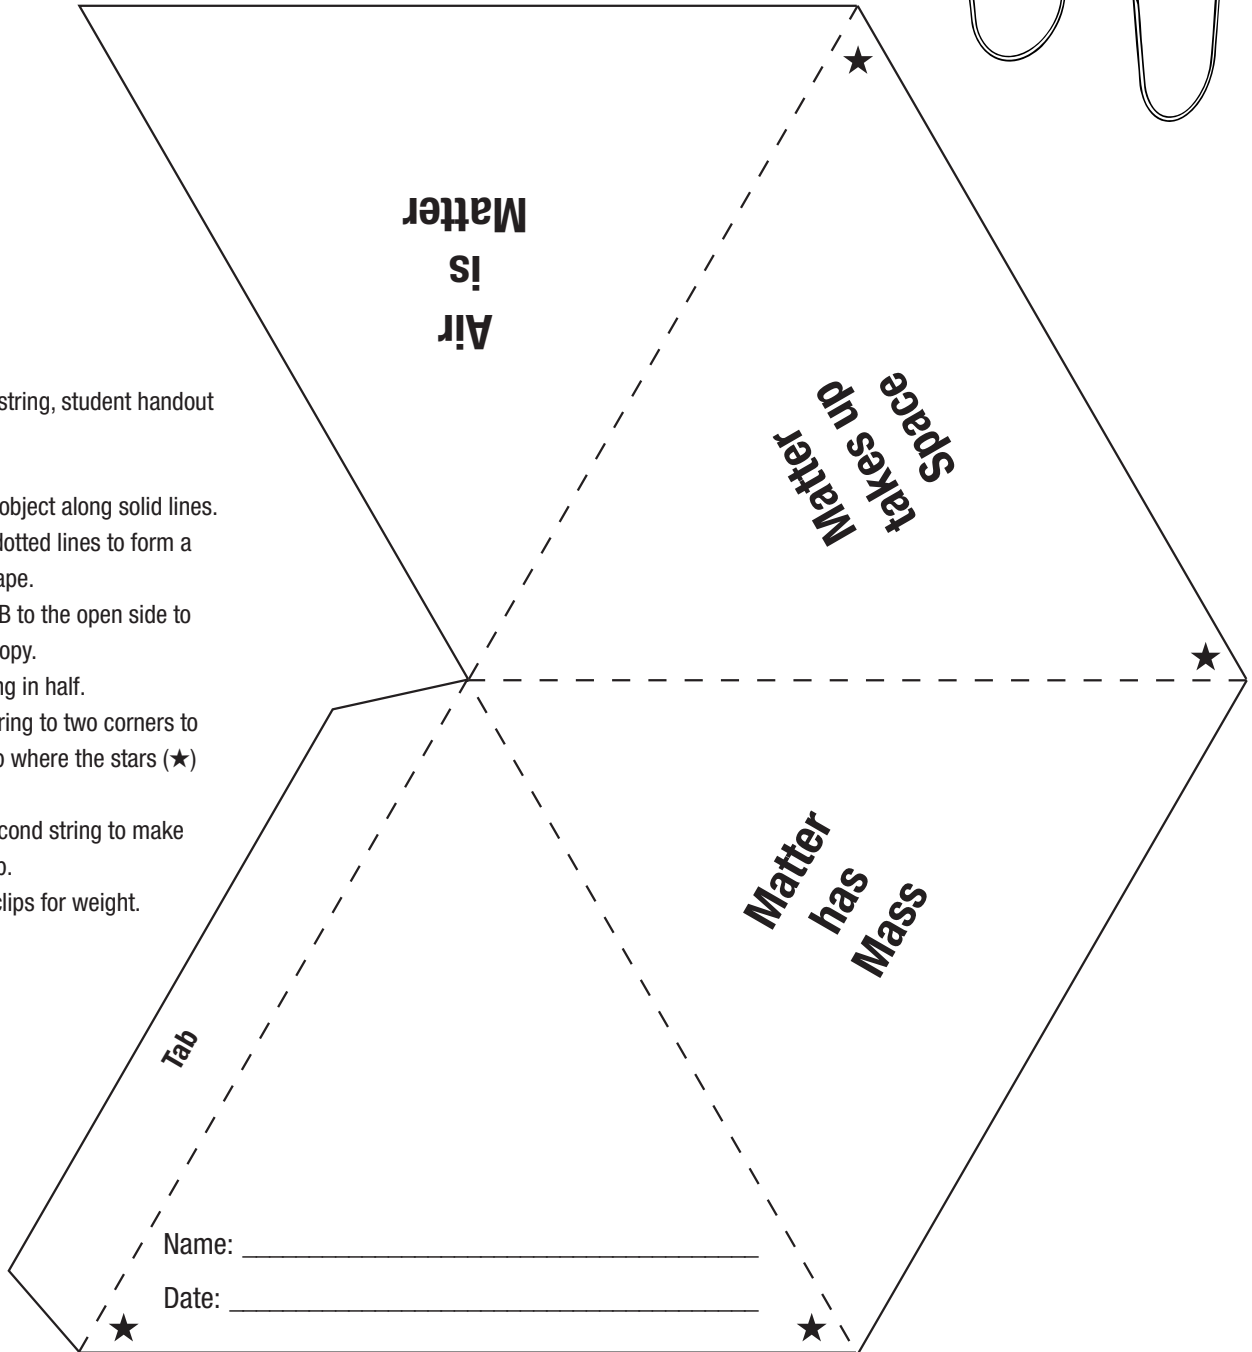 string, student handout
object along solid lines.
dotted lines to form a
B to the open side to
ng in half.
ring to two corners to
where the stars (★)
cond string to make
clips for weight.
Air
is
Matter
Matter
takes up
Space
Matter
has
Mass
Tab
Name:
Date:
★
★
★
★